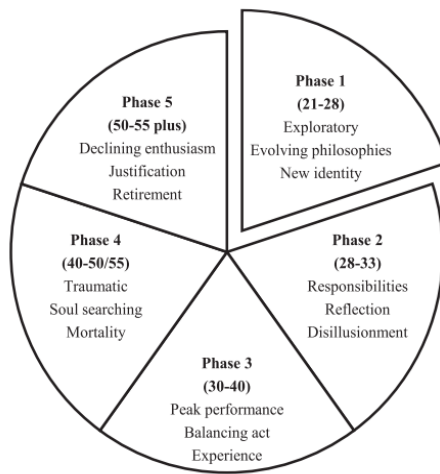 Phase 1
(21-28)
Exploratory
Evolving philosophies
New identity
Phase 2
(28-33)
Responsibilities
Reflection
Disillusionment
Phase 3
(30-40)
Peak performance
Balancing act
Experience
Phase 4
(40-50/55)
Traumatic
Soul searching
Mortality
Phase 5
(50-55 plus)
Declining enthusiasm
Justification
Retirement